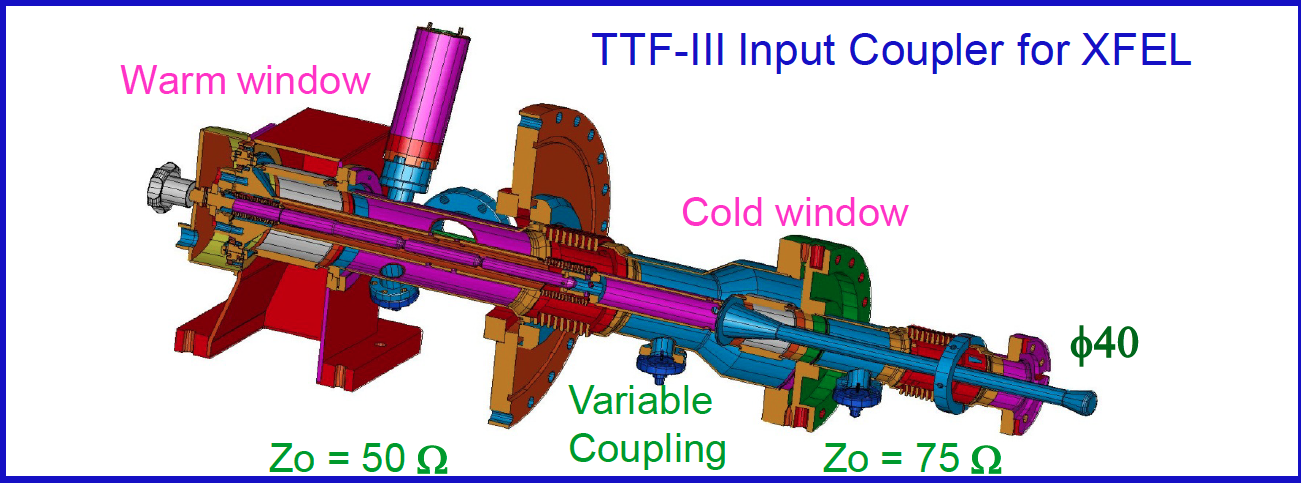 TTF-III Input Coupler for XFEL
Warm window
Cold window
ϕ40
Variable
Coupling
Zo = 50 Ω
Zo = 75 Ω